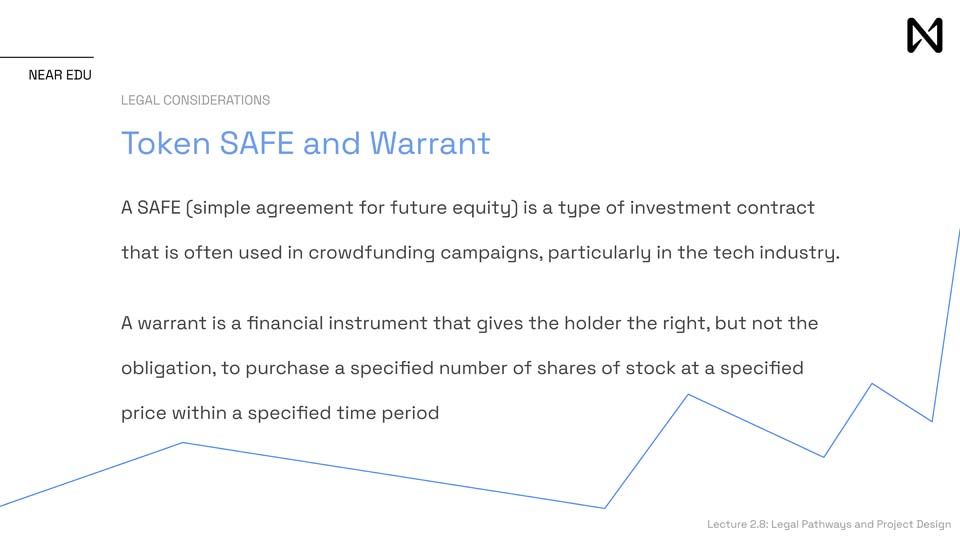 NEAR EDU
LEGAL CONSIDERATIONS
Token SAFE and Warrant
A SAFE (simple agreement for future equity) is a type of investment contract
that is often used in crowdfunding campaigns, particularly in the tech industry.
A warrant is a financial instrument that gives the holder the right, but not the
obligation, to purchase a specified number of shares of stock at a specified
price within a specified time period
Lecture 2.8: Legal Pathways and Project Design